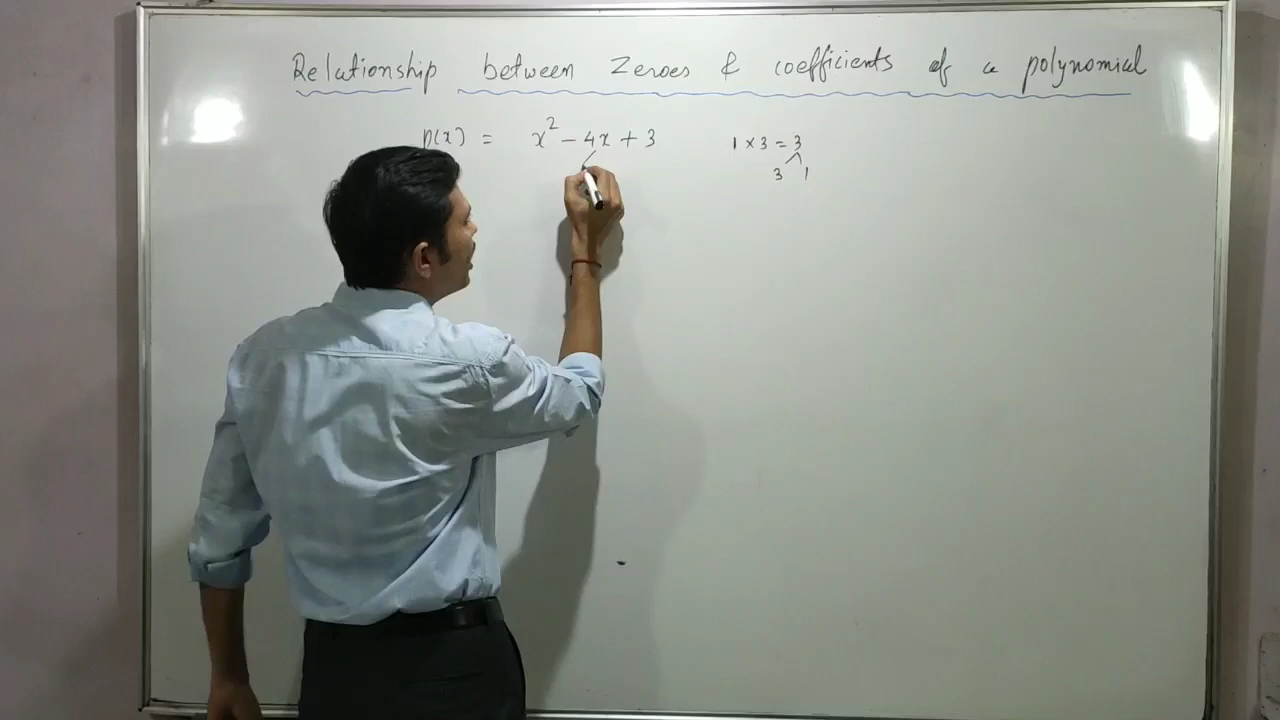 Relationship between Zeroes & coefficients of a polynomial
p(x) = x² – 4x + 3 1 × 3 = 3
3 1